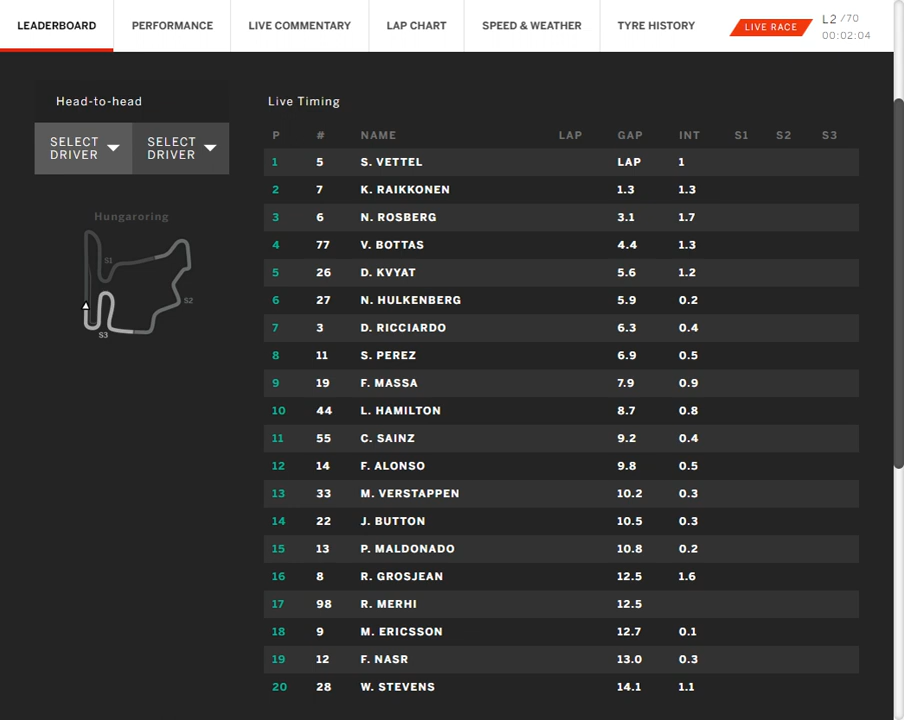 LEADERBOARD PERFORMANCE LIVE COMMENTARY LAP CHART SPEED & WEATHER TYRE HISTORY LIVE RACE L2 /70
00:02:04
Head-to-head
SELECT DRIVER SELECT DRIVER
Hungaroring
S1
S2
S3
Live Timing
P # NAME LAP GAP INT S1 S2 S3
1 5 S. VETTEL LAP 1
2 7 K. RAIKKONEN 1.3 1.3
3 6 N. ROSBERG 3.1 1.7
4 77 V. BOTTAS 4.4 1.3
5 26 D. KVYAT 5.6 1.2
6 27 N. HULKENBERG 5.9 0.2
7 3 D. RICCIARDO 6.3 0.4
8 11 S. PEREZ 6.9 0.5
9 19 F. MASSA 7.9 0.9
10 44 L. HAMILTON 8.7 0.8
11 55 C. SAINZ 9.2 0.4
12 14 F. ALONSO 9.8 0.5
13 33 M. VERSTAPPEN 10.2 0.3
14 22 J. BUTTON 10.5 0.3
15 13 P. MALDONADO 10.8 0.2
16 8 R. GROSJEAN 12.5 1.6
17 98 R. MERHI 12.5
18 9 M. ERICSSON 12.7 0.1
19 12 F. NASR 13.0 0.3
20 28 W. STEVENS 14.1 1.1